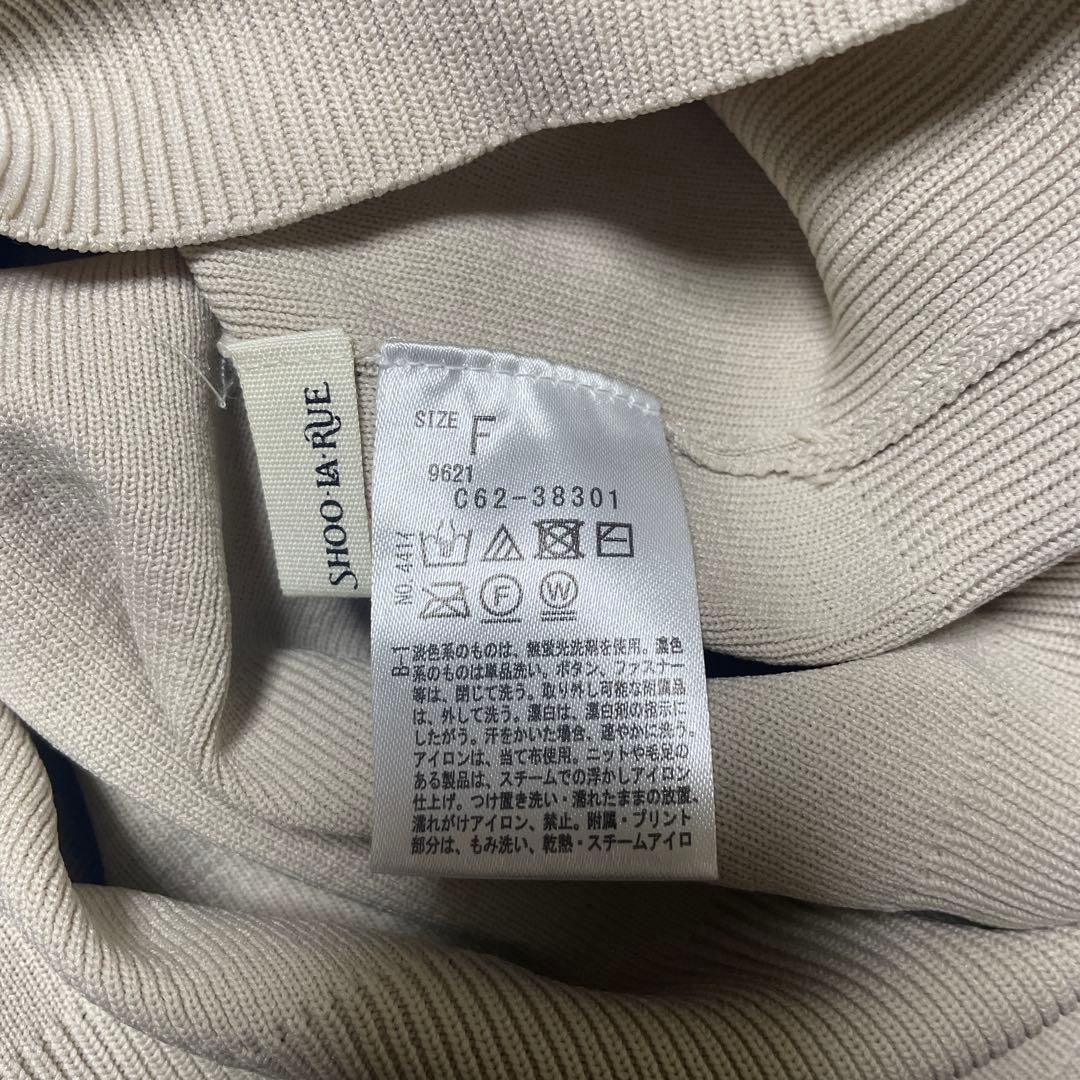 SHOO·LA·RUE
SIZE F
9621
C62-38301
NO.4417
F
W
B-1
淡色系のものは、無蛍光洗剤を使用。濃色
系のものは単品洗い。ボタン、ファスナー
等は、閉じて洗う。取り外し可能な附属品
は、外して洗う。漂白は、漂白剤の指示に
したがう。汗をかいた場合、速やかに洗う。
アイロンは、当て布使用。ニットや毛足の
ある製品は、スチームでの浮かしアイロン
仕上げ。つけ置き洗い・濡れたままの放置、
濡れがけアイロン、禁止。附属・プリント
部分は、もみ洗い、乾熱・スチームアイロ